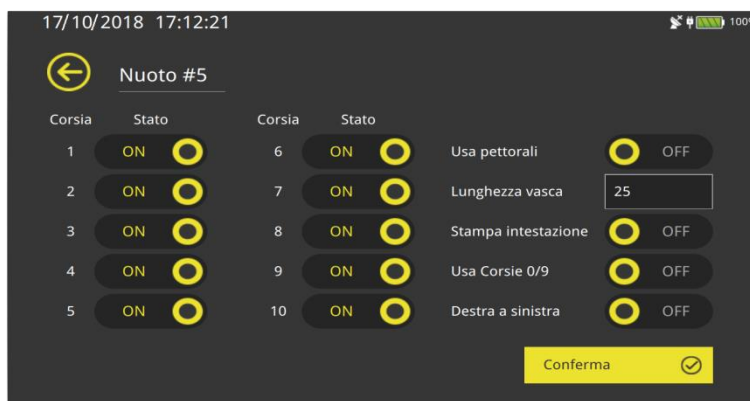 17/10/2018 17:12:21 100%
Nuoto #5
Corsia Stato Corsia Stato
1 ON 6 ON Usa pettorali OFF
2 ON 7 ON Lunghezza vasca 25
3 ON 8 ON Stampa intestazione OFF
4 ON 9 ON Usa Corsie 0/9 OFF
5 ON 10 ON Destra a sinistra OFF
Conferma